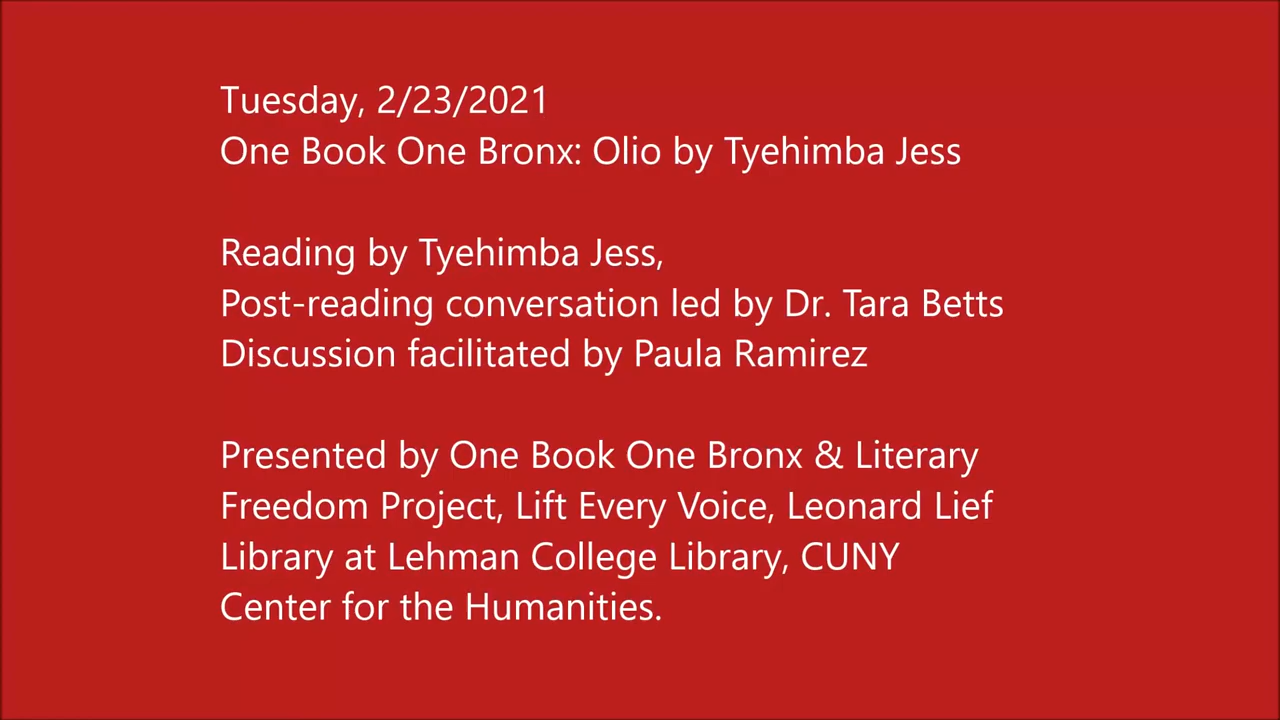 Tuesday, 2/23/2021
One Book One Bronx: Olio by Tyehimba Jess
Reading by Tyehimba Jess,
Post-reading conversation led by Dr. Tara Betts
Discussion facilitated by Paula Ramirez
Presented by One Book One Bronx & Literary
Freedom Project, Lift Every Voice, Leonard Lief
Library at Lehman College Library, CUNY
Center for the Humanities.